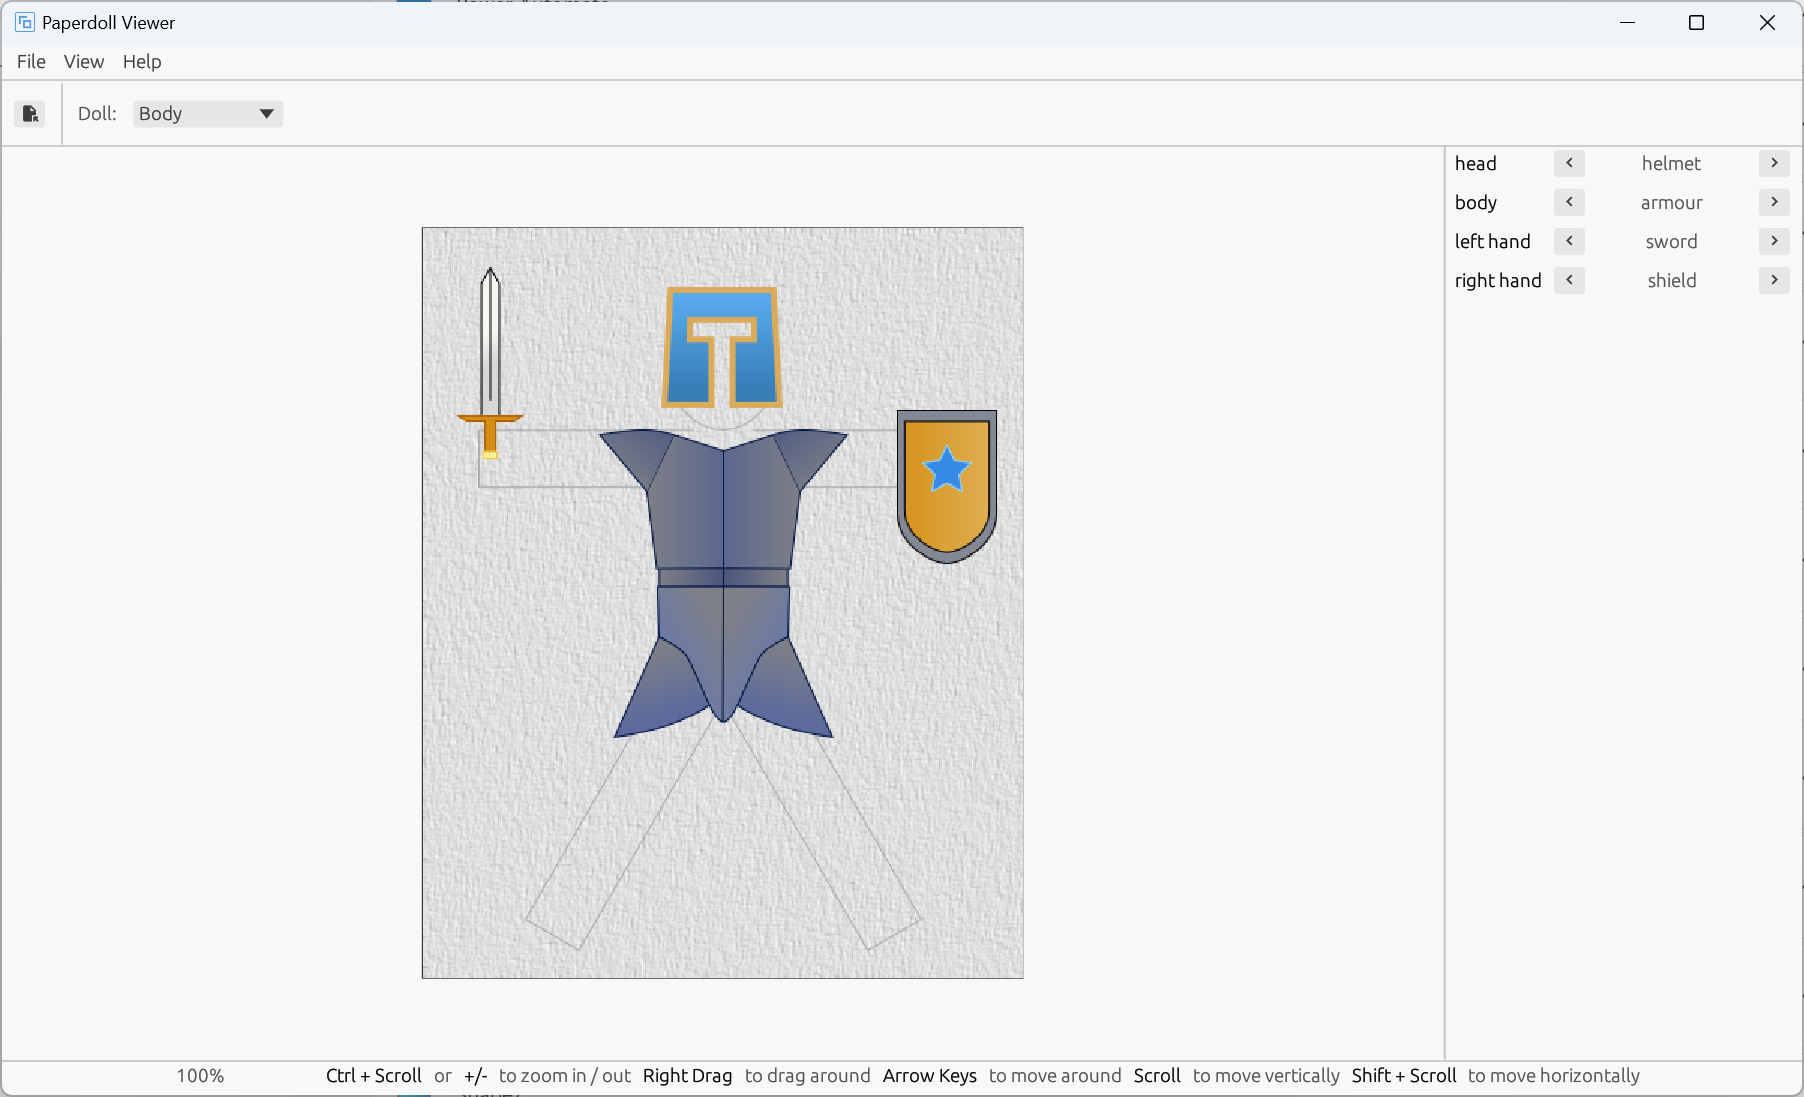 Paperdoll Viewer
File View Help
Doll: Body
head < helmet >
body < armour >
left hand < sword >
right hand < shield >
100% Ctrl + Scroll or +/- to zoom in / out Right Drag to drag around Arrow Keys to move around Scroll to move vertically Shift + Scroll to move horizontally